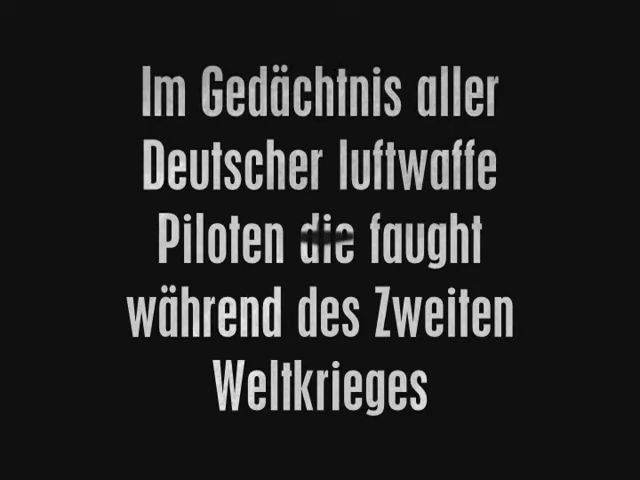 Im Gedächtnis aller
Deutscher luftwaffe
Piloten die faught
während des Zweiten
Weltkrieges